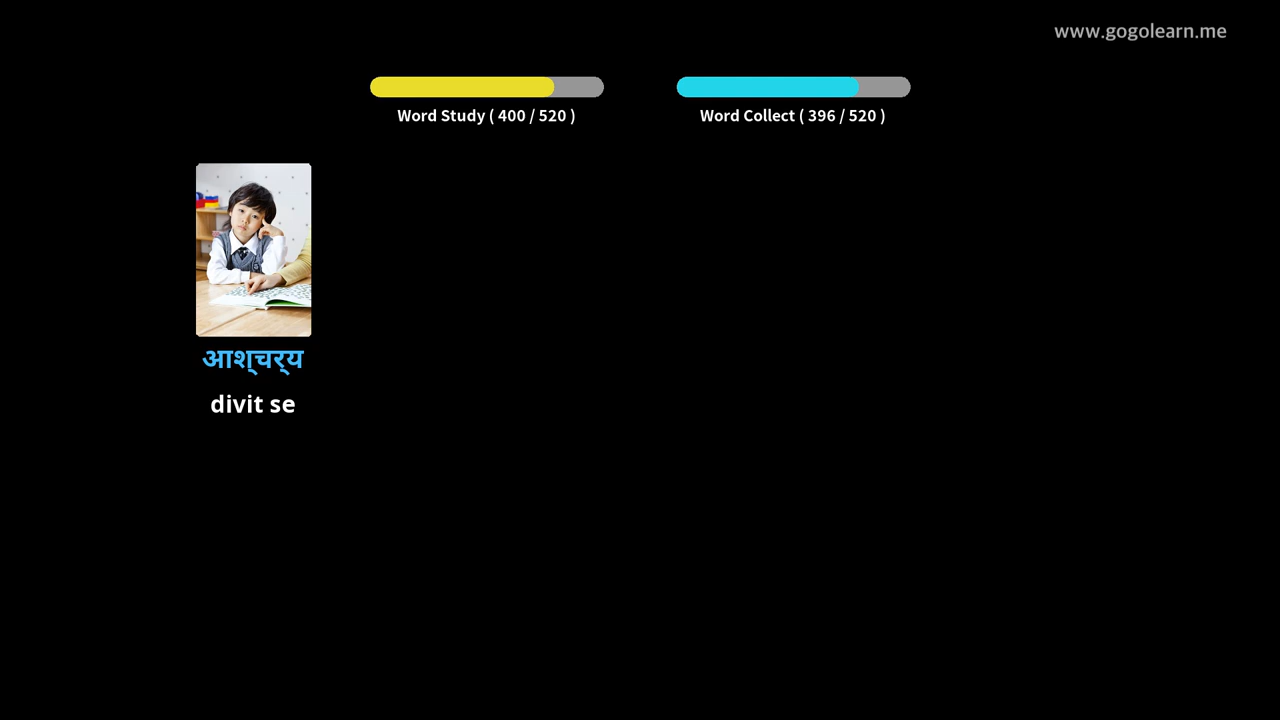 www.gogolearn.me
Word Study ( 400 / 520 )
Word Collect ( 396 / 520 )
आश्चर्य
divit se